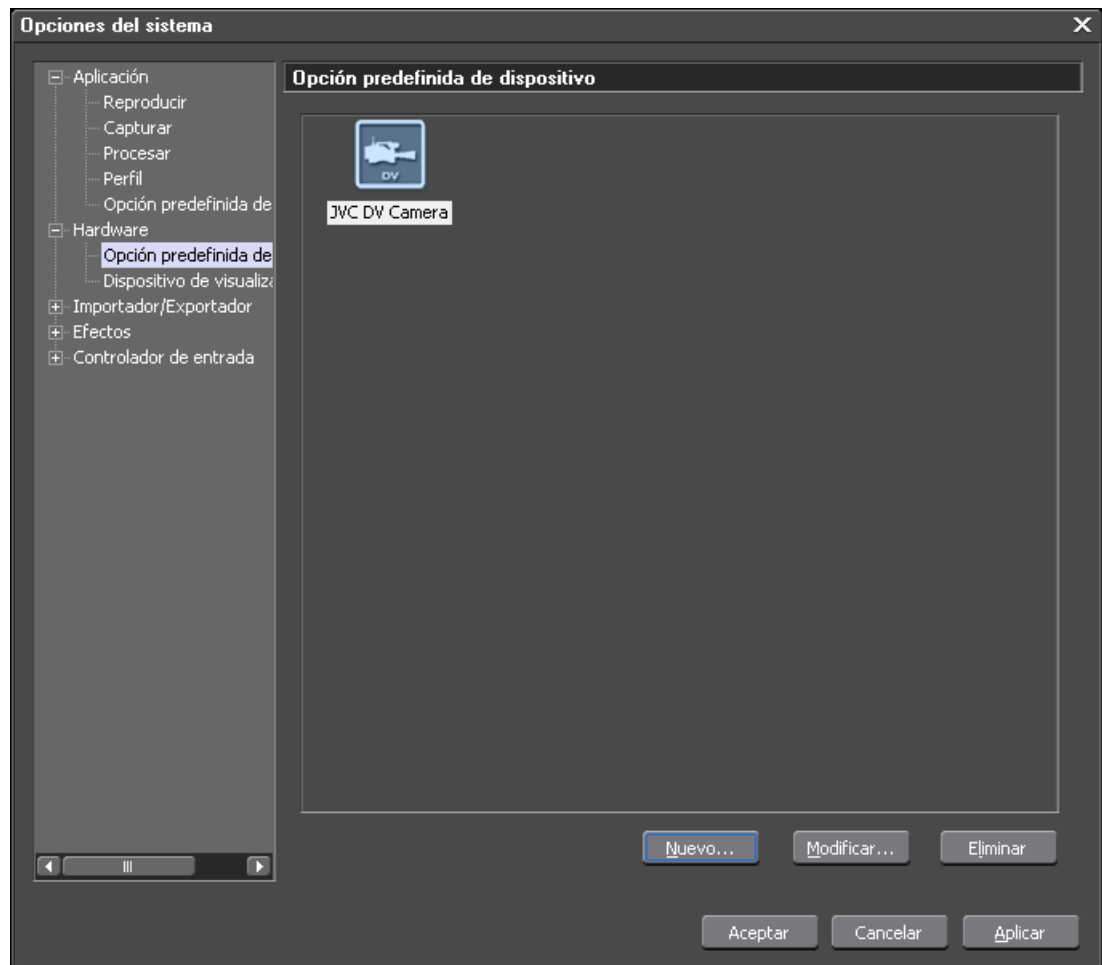 Opciones del sistema
Aplicación
Reproducir
Capturar
Procesar
Perfil
Opción predefinida de
Hardware
Opción predefinida de
Dispositivo de visualiza
Importador/Exportador
Efectos
Controlador de entrada
Opción predefinida de dispositivo
DV
JVC DV Camera
Nuevo...
Modificar...
Eliminar
Aceptar
Cancelar
Aplicar